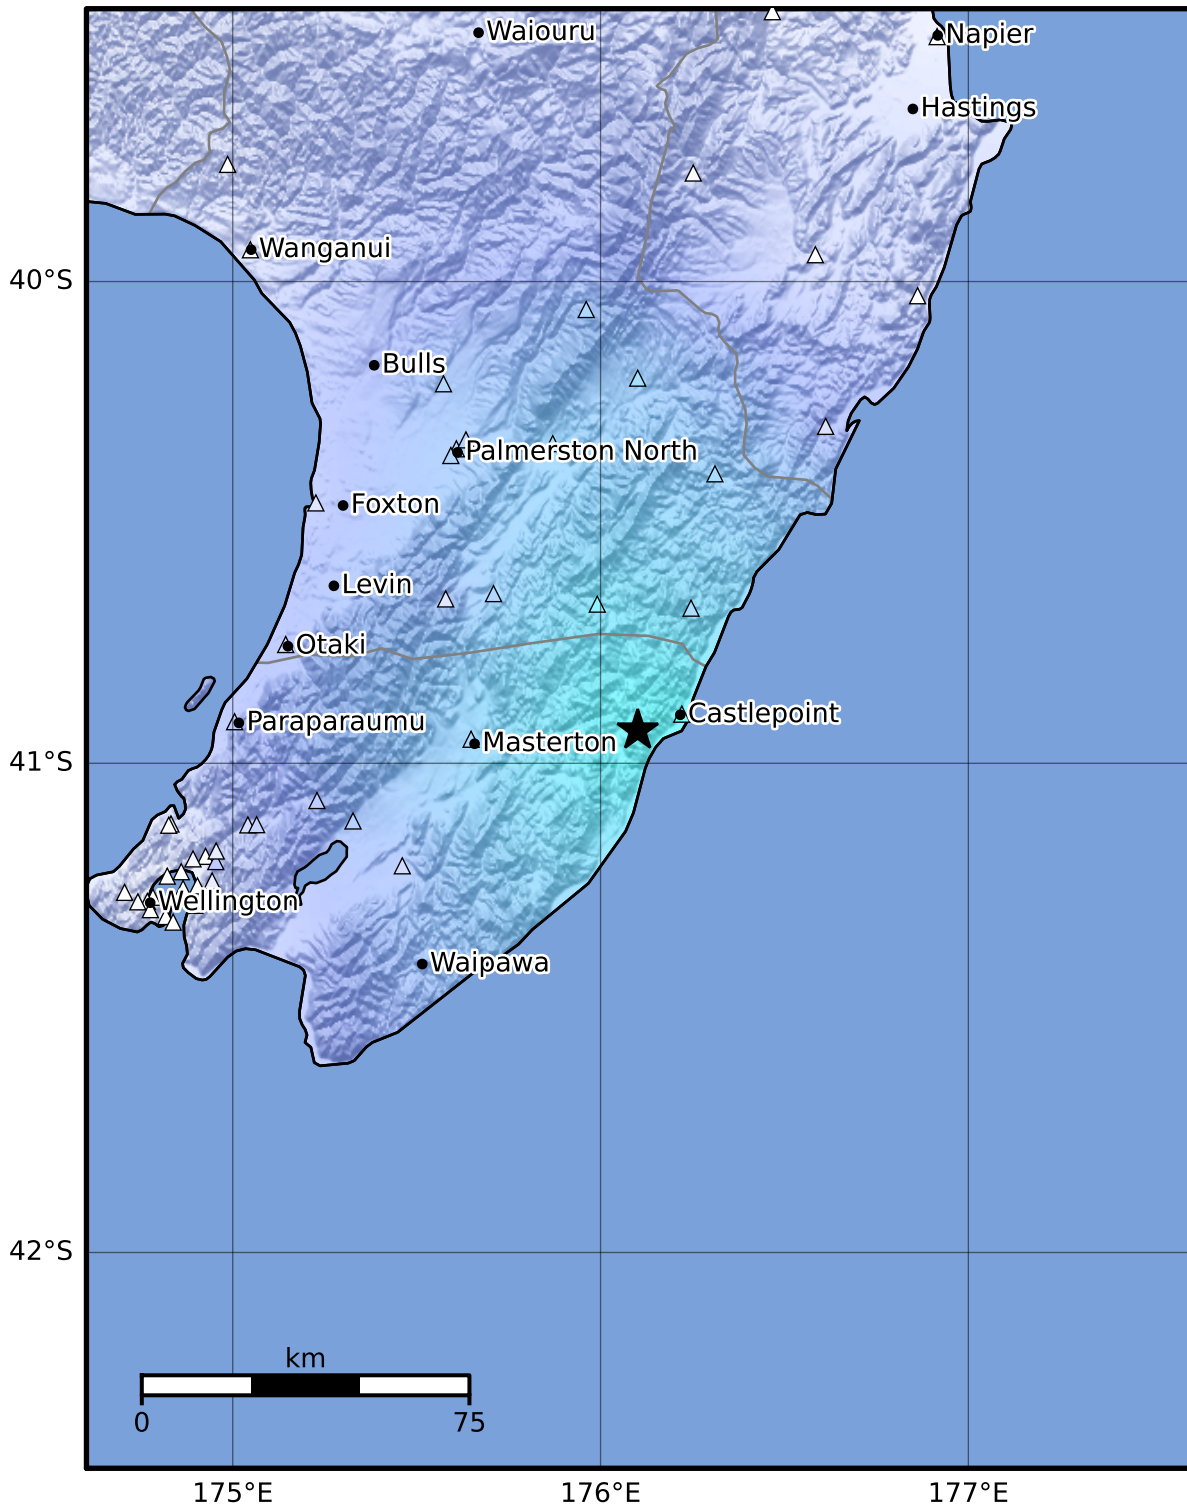 Waiouru
Napier
Hastings
Wanganui
40°S
Bulls
Palmerston North
Foxton
Levin
Otaki
Castlepoint
Paraparaumu
Masterton
41°S
Wellington
Waipawa
42°S
km
0
75
175°E
176°E
177°E